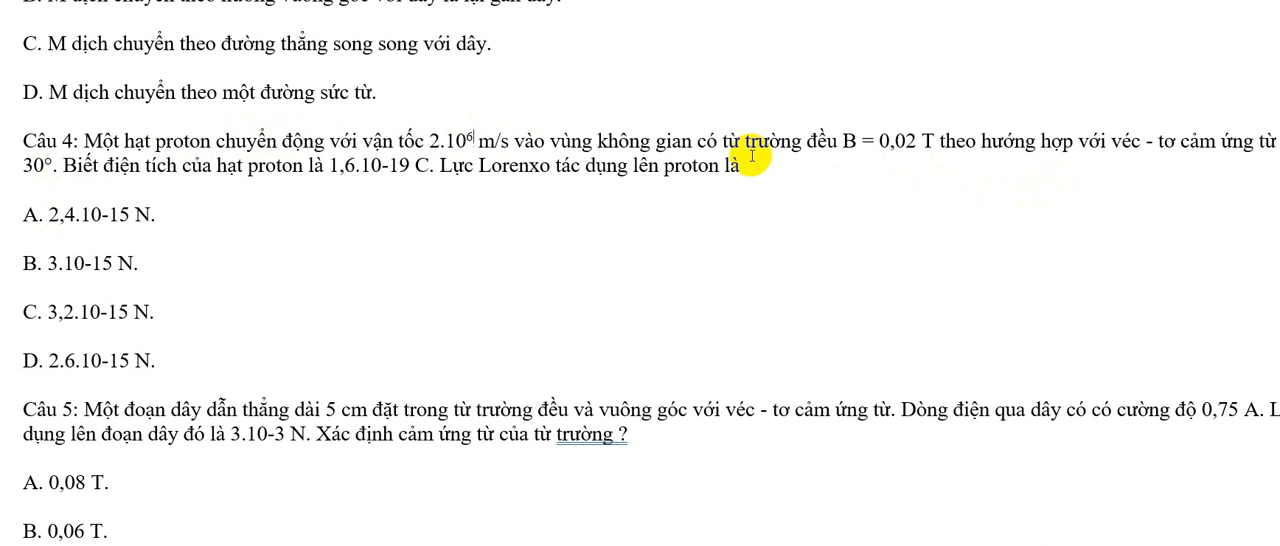 C. M dịch chuyển theo đường thẳng song song với dây.
D. M dịch chuyển theo một đường sức từ.
Câu 4: Một hạt proton chuyển động với vận tốc 2.10⁶ m/s vào vùng không gian có từ trường đều B = 0,02 T theo hướng hợp với véc - tơ cảm ứng từ
30°. Biết điện tích của hạt proton là 1,6.10-19 C. Lực Lorenxo tác dụng lên proton là
A. 2,4.10-15 N.
B. 3.10-15 N.
C. 3,2.10-15 N.
D. 2.6.10-15 N.
Câu 5: Một đoạn dây dẫn thẳng dài 5 cm đặt trong từ trường đều và vuông góc với véc - tơ cảm ứng từ. Dòng điện qua dây có có cường độ 0,75 A.
dụng lên đoạn dây đó là 3.10-3 N. Xác định cảm ứng từ của từ trường ?
A. 0,08 T.
B. 0,06 T.